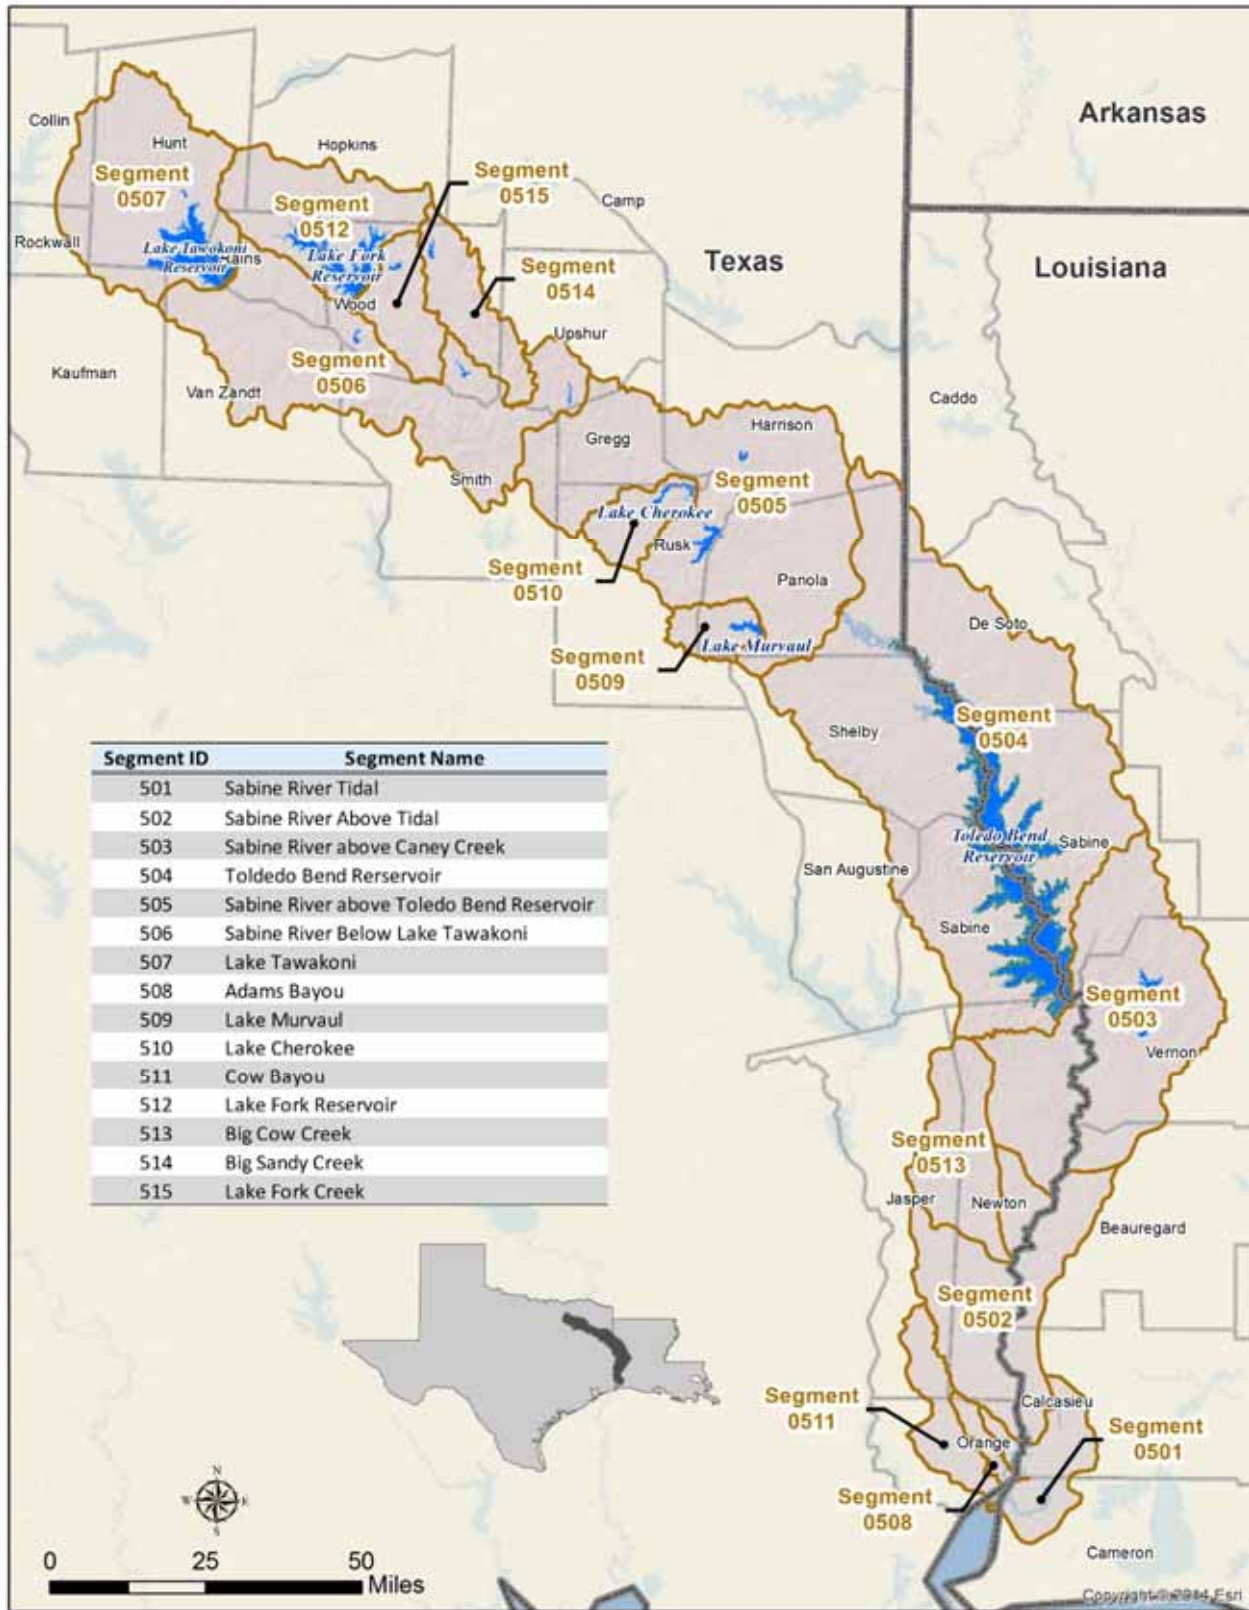 Arkansas
Collin
Hunt
Hopkins
Segment
0507
Segment
0515
Segment
0512
Camp
Rockwall
Lake Tawokoni
Reservoir
Rains
Lake Fork
Reservoir
Texas
Louisiana
Segment
0514
Wood
Upshur
Segment
0506
Kaufman
Van Zandt
Caddo
Gregg
Harrison
Smith
Segment
0505
Lake Cherokee
Rusk
Segment
0510
Panola
De Soto
Lake Murvaul
Segment
0509
Segment
0504
Shelby
Toledo Bend
Reservoir
Sabine
San Augustine
Sabine
Segment
0503
Vernon
Segment ID Segment Name
501 Sabine River Tidal
502 Sabine River Above Tidal
503 Sabine River above Caney Creek
504 Toldedo Bend Rerservoir
505 Sabine River above Toledo Bend Reservoir
506 Sabine River Below Lake Tawakoni
507 Lake Tawakoni
508 Adams Bayou
509 Lake Murvaul
510 Lake Cherokee
511 Cow Bayou
512 Lake Fork Reservoir
513 Big Cow Creek
514 Big Sandy Creek
515 Lake Fork Creek
Segment
0513
Jasper
Newton
Beauregard
Segment
0502
Segment
0511
Calcasieu
Orange
Segment
0501
Segment
0508
Cameron
N
W E
S
0 25 50
Miles
Copyright:© 2014 Esri